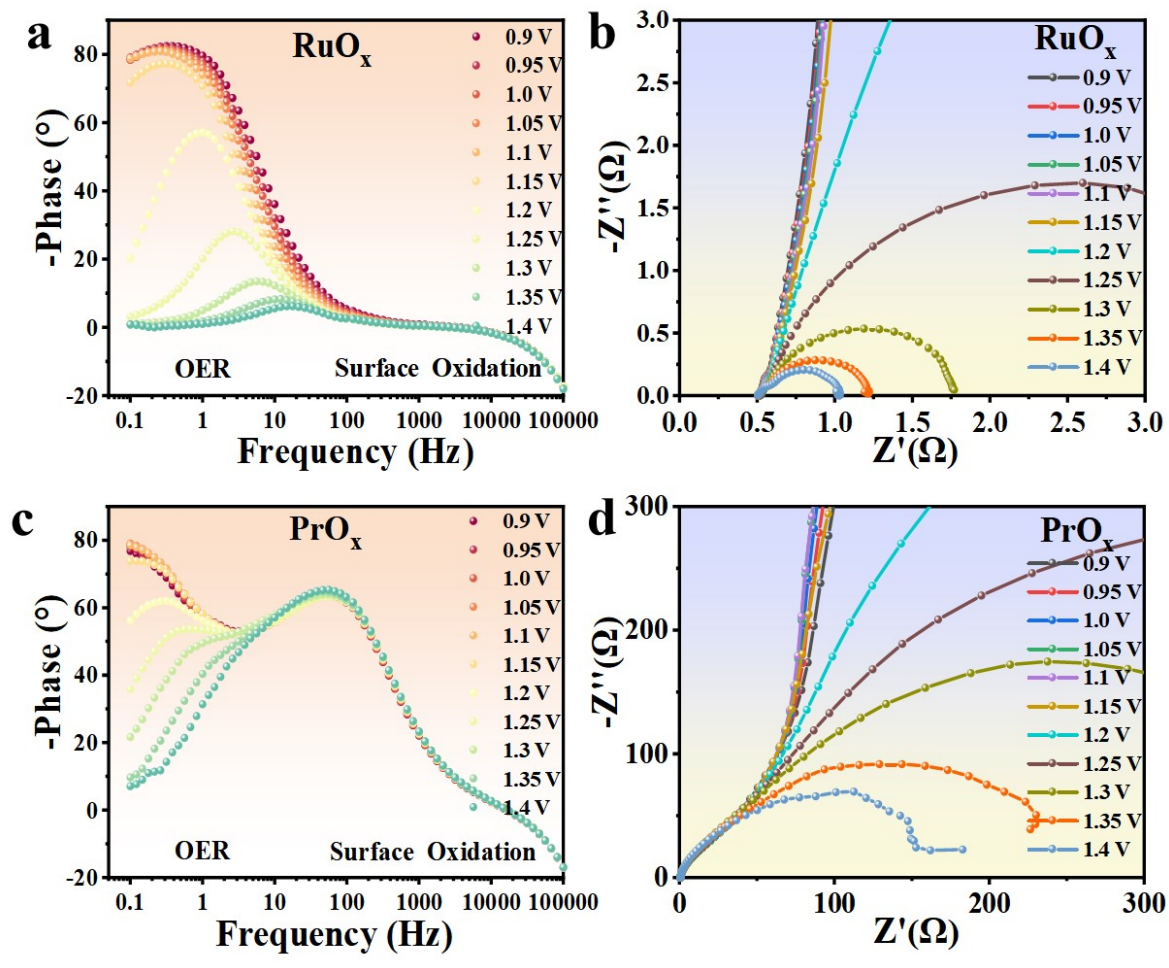 a
RuOx
80
60
40
20
0
-20
-Phase (°)
0.9 V
0.95 V
1.0 V
1.05 V
1.1 V
1.15 V
1.2 V
1.25 V
1.3 V
1.35 V
1.4 V
OER
Surface Oxidation
0.1 1 10 100 1000 10000 100000
Frequency (Hz)
b
RuOx
3.0
2.5
2.0
1.5
1.0
0.5
0.0
-Z''(Ω)
0.9 V
0.95 V
1.0 V
1.05 V
1.1 V
1.15 V
1.2 V
1.25 V
1.3 V
1.35 V
1.4 V
0.0 0.5 1.0 1.5 2.0 2.5 3.0
Z'(Ω)
c
PrOx
80
60
40
20
0
-20
-Phase (°)
0.9 V
0.95 V
1.0 V
1.05 V
1.1 V
1.15 V
1.2 V
1.25 V
1.3 V
1.35 V
1.4 V
OER
Surface Oxidation
0.1 1 10 100 1000 10000 100000
Frequency (Hz)
d
PrOx
300
200
100
0
-Z''(Ω)
0.9 V
0.95 V
1.0 V
1.05 V
1.1 V
1.15 V
1.2 V
1.25 V
1.3 V
1.35 V
1.4 V
0 100 200 300
Z'(Ω)